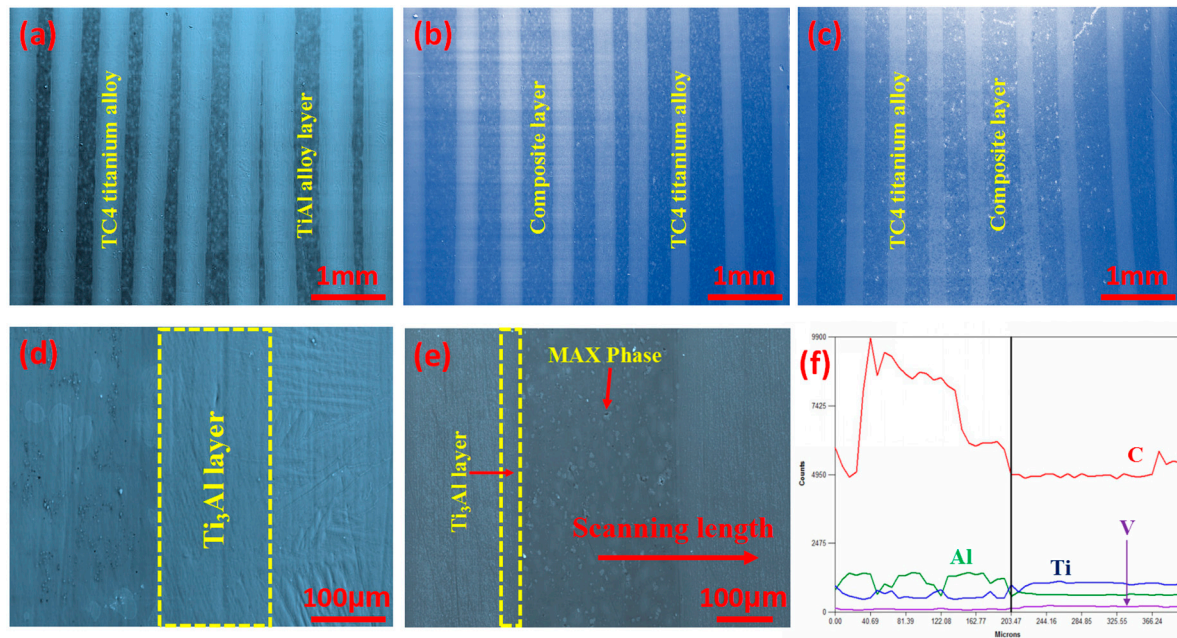 (a)
TC4 titanium alloy
TiAl alloy layer
1mm
(b)
Composite layer
TC4 titanium alloy
1mm
(c)
TC4 titanium alloy
Composite layer
1mm
(d)
Ti₃Al layer
100μm
(e)
MAX Phase
Ti₃Al layer
Scanning length
100μm
(f)
9900
7425
4950
2475
0
Counts
C
V
Al
Ti
0.00 40.69 81.39 122.08 162.77 203.47 244.16 284.85 325.55 366.24
Microns